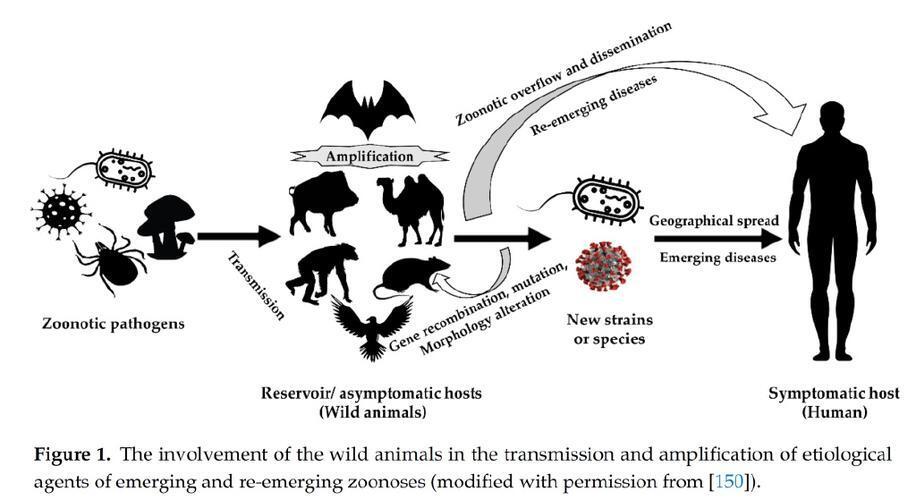 Zoonotic overflow and dissemination
Re-emerging diseases
Amplification
Transmission
Geographical spread
Emerging diseases
Gene recombination, mutation,
Morphology alteration
Zoonotic pathogens
New strains
or species
Reservoir/ asymptomatic hosts
(Wild animals)
Symptomatic host
(Human)
Figure 1. The involvement of the wild animals in the transmission and amplification of etiological
agents of emerging and re-emerging zoonoses (modified with permission from [150]).